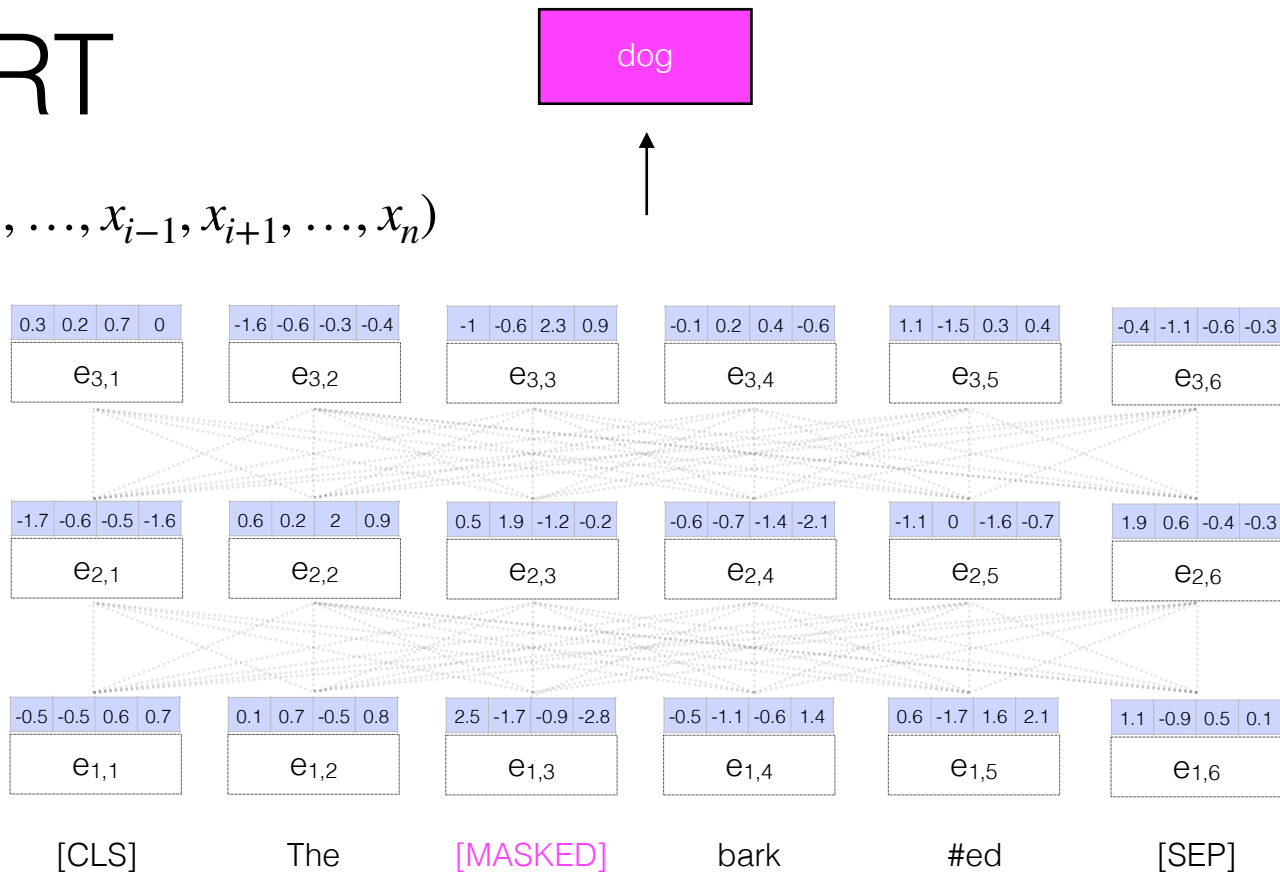 RT
dog
, …, x_{i−1}, x_{i+1}, …, x_n)
0.3 0.2 0.7 0 -1.6 -0.6 -0.3 -0.4 -1 -0.6 2.3 0.9 -0.1 0.2 0.4 -0.6 1.1 -1.5 0.3 0.4 -0.4 -1.1 -0.6 -0.3
e3,1 e3,2 e3,3 e3,4 e3,5 e3,6
-1.7 -0.6 -0.5 -1.6 0.6 0.2 2 0.9 0.5 1.9 -1.2 -0.2 -0.6 -0.7 -1.4 -2.1 -1.1 0 -1.6 -0.7 1.9 0.6 -0.4 -0.3
e2,1 e2,2 e2,3 e2,4 e2,5 e2,6
-0.5 -0.5 0.6 0.7 0.1 0.7 -0.5 0.8 2.5 -1.7 -0.9 -2.8 -0.5 -1.1 -0.6 1.4 0.6 -1.7 1.6 2.1 1.1 -0.9 0.5 0.1
e1,1 e1,2 e1,3 e1,4 e1,5 e1,6
[CLS] The [MASKED] bark #ed [SEP]